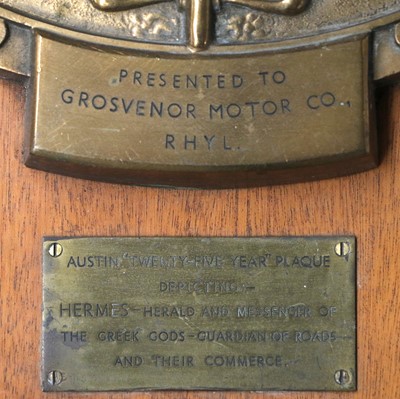 PRESENTED TO
GROSVENOR MOTOR CO.,
RHYL.
AUSTIN "TWENTY-FIVE YEAR" PLAQUE
DEPICTING—
HERMES—HERALD AND MESSENGER OF
THE GREEK GODS—GUARDIAN OF ROADS
AND THEIR COMMERCE.